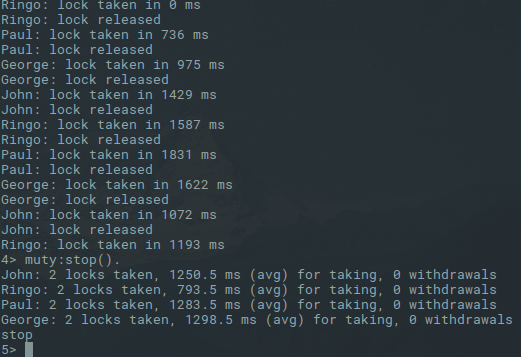 Ringo: lock taken in 0 ms
Ringo: lock released
Paul: lock taken in 736 ms
Paul: lock released
George: lock taken in 975 ms
George: lock released
John: lock taken in 1429 ms
John: lock released
Ringo: lock taken in 1587 ms
Ringo: lock released
Paul: lock taken in 1831 ms
Paul: lock released
George: lock taken in 1622 ms
George: lock released
John: lock taken in 1072 ms
John: lock released
Ringo: lock taken in 1193 ms
4> muty:stop().
John: 2 locks taken, 1250.5 ms (avg) for taking, 0 withdrawals
Ringo: 2 locks taken, 793.5 ms (avg) for taking, 0 withdrawals
Paul: 2 locks taken, 1283.5 ms (avg) for taking, 0 withdrawals
George: 2 locks taken, 1298.5 ms (avg) for taking, 0 withdrawals
stop
5>